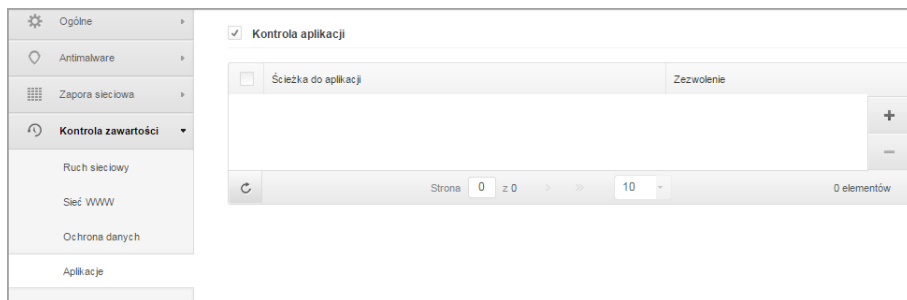 Ogólne
Antimalware
Zapora sieciowa
Kontrola zawartości
Ruch sieciowy
Sieć WWW
Ochrona danych
Aplikacje
Kontrola aplikacji
Ścieżka do aplikacji Zezwolenie
Strona 0 z 0 10 0 elementów